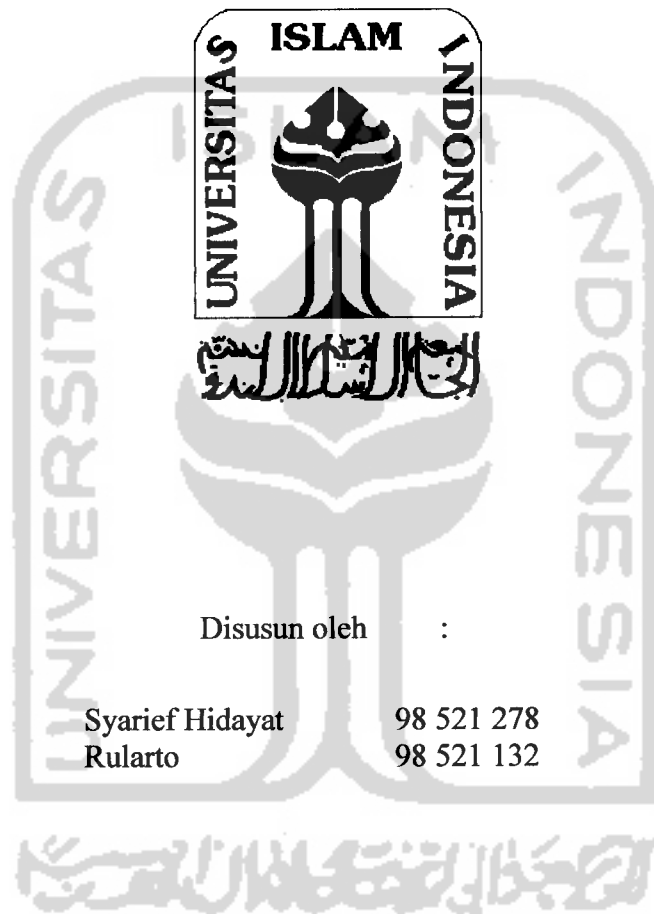 ISLAM
UNIVERSITAS
INDONESIA
Disusun oleh :
Syarief Hidayat 98 521 278
Rularto 98 521 132